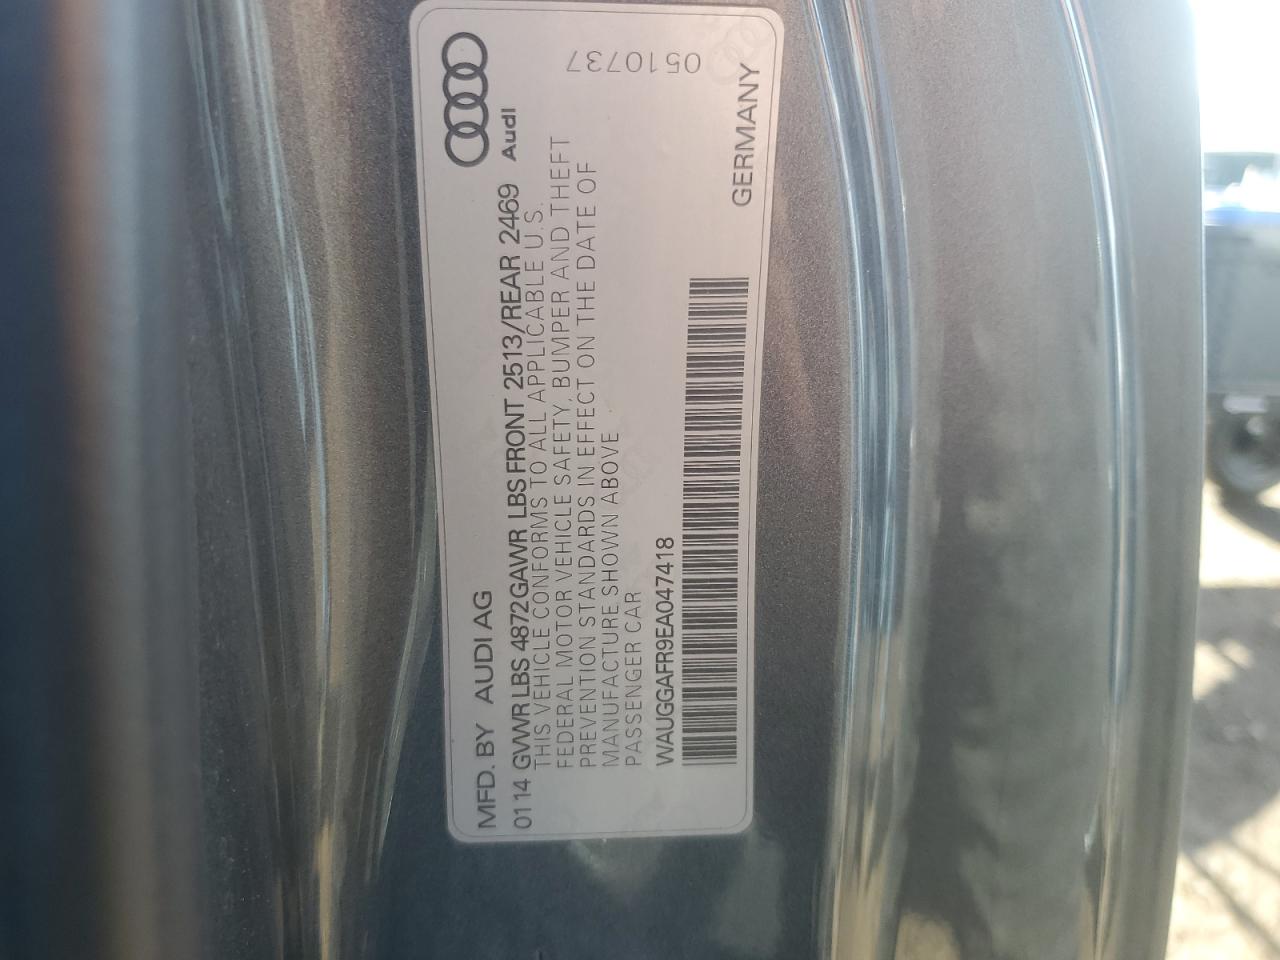 Audi
MFD. BY AUDI AG
0114 GVWR LBS 4872 GAWR LBS FRONT 2513/REAR 2469
THIS VEHICLE CONFORMS TO ALL APPLICABLE U.S.
FEDERAL MOTOR VEHICLE SAFETY, BUMPER AND THEFT
PREVENTION STANDARDS IN EFFECT ON THE DATE OF
MANUFACTURE SHOWN ABOVE
PASSENGER CAR
WAUGGAFR9EA047418
GERMANY
0510737